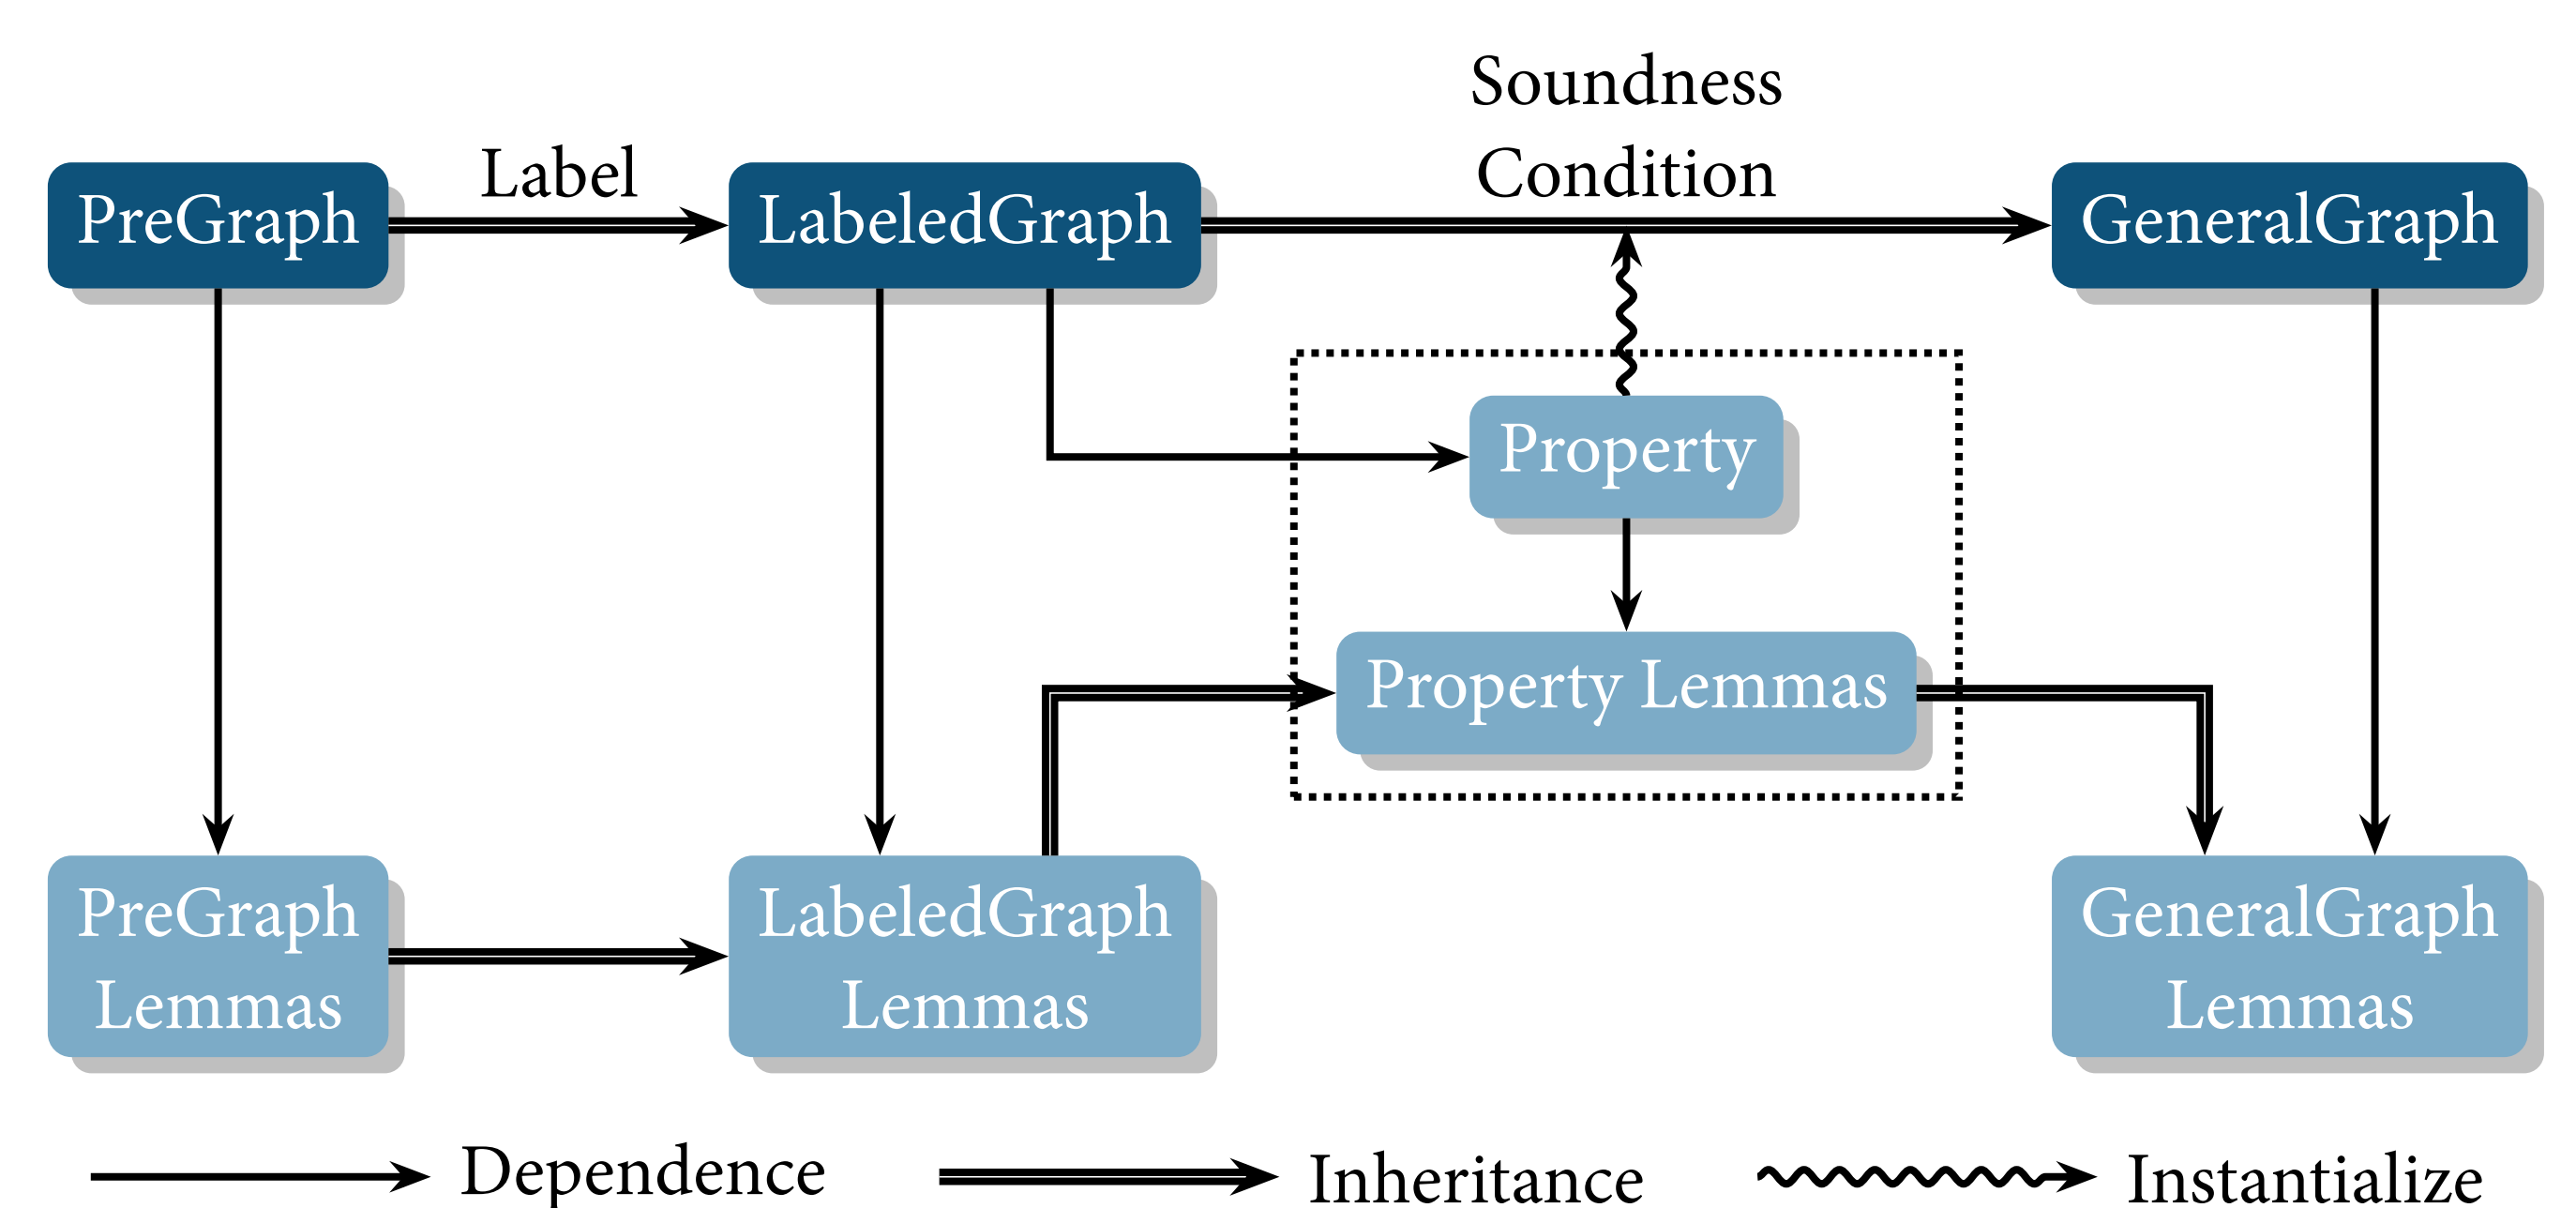 Soundness
Condition
Label
PreGraph
LabeledGraph
GeneralGraph
Property
Property Lemmas
PreGraph
Lemmas
LabeledGraph
Lemmas
GeneralGraph
Lemmas
Dependence
Inheritance
Instantialize